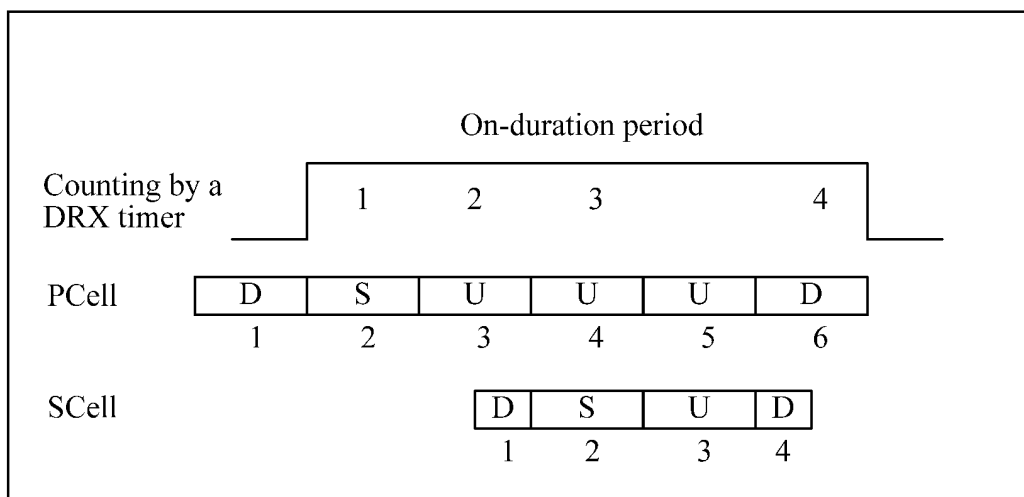 On-duration period
Counting by a
DRX timer
1 2 3 4
PCell D S U U U D
1 2 3 4 5 6
SCell D S U D
1 2 3 4